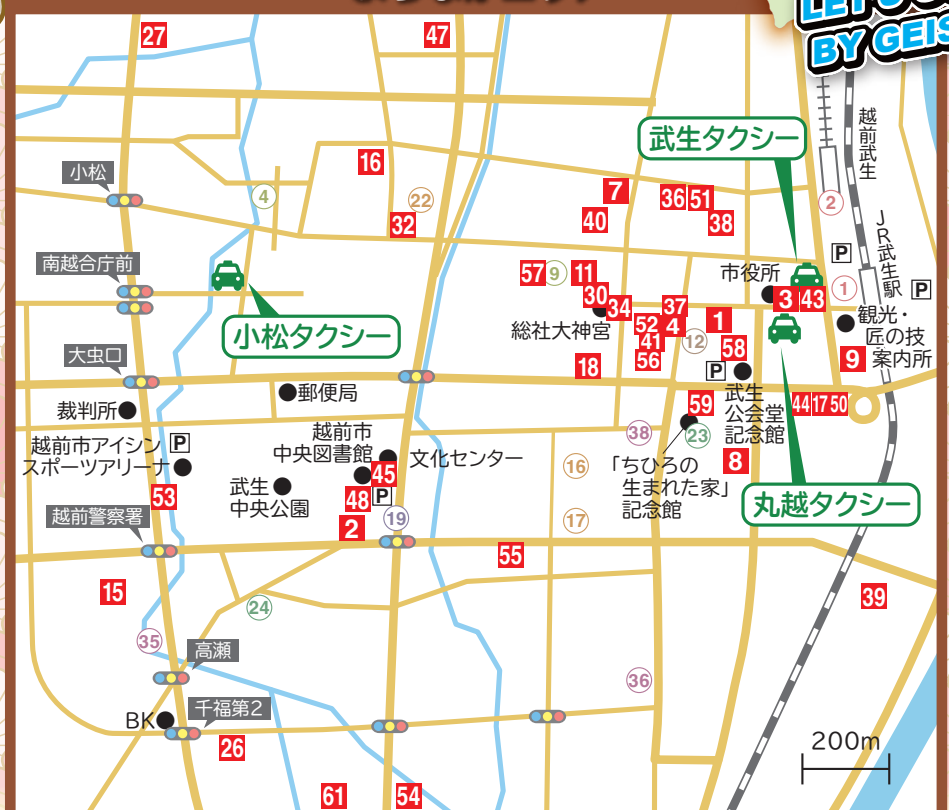 LET'S G
BY GEIS
27
47
越前武生
武生タクシー
小松
16
7
36
51
4
22
40
38
2
32
P
JR武生駅
南越合庁前
57
9
11
市役所
30
34
37
3
43
1
P
総社大神宮
52
4
1
観光・
匠の技
案内所
小松タクシー
41
12
58
9
56
大虫口
18
P
武生
公会堂
記念館
郵便局
59
44
17
50
裁判所
23
38
越前市アイシン
スポーツアリーナ
P
越前市
中央図書館
文化センター
8
「ちひろの
生まれた家」
記念館
16
45
53
武生
中央公園
48
P
丸越タクシー
越前警察署
2
19
17
55
15
24
39
35
高瀬
36
千福第2
BK
26
200m
61
54